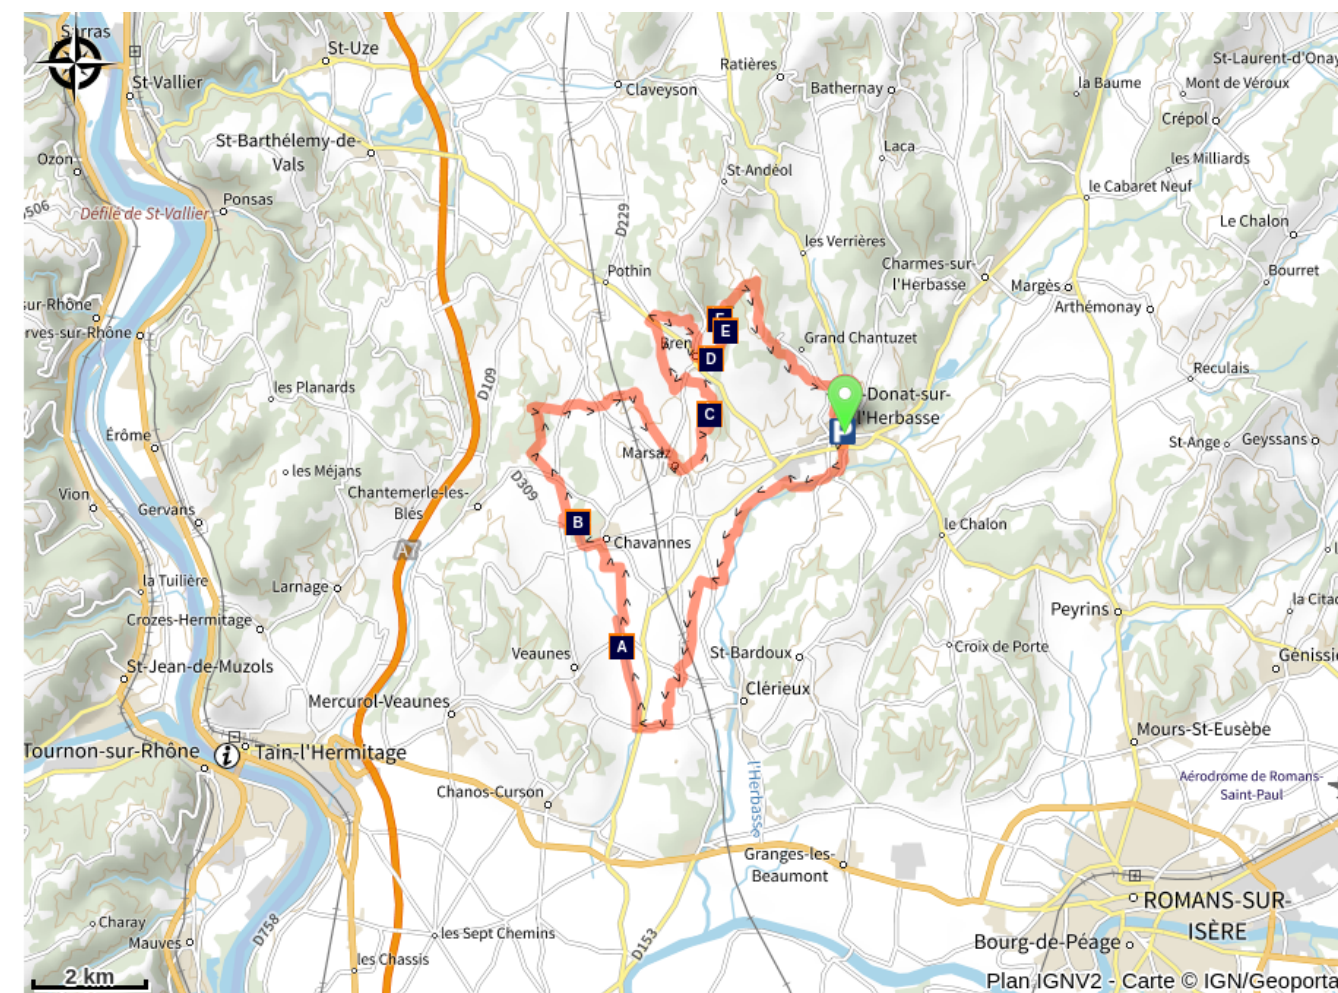 Sarras
St-Uze
St-Vallier
Ratières
Claveyson
Bathernay
la Baume
Mont de Véroux
Crépol
St-Barthélemy-de-
Vals
Laca
les Milliards
Ozon
St-Andéol
le Cabaret Neuf
Ponsas
Défilé de St-Vallier
D229
les Verrières
Le Chalon
Charmes-sur-
l'Herbasse
Bourret
Pothin
Margès
Arthémonay
sur-Rhône
erves-sur-Rhône
Grand Chantuzet
E
D
C
D109
les Planards
Reculais
-Donat-sur-
l'Herbasse
P
Érôme
Marsaz
St-Ange
Geyssans
les Méjans
D309
Vion
Chantemerle-les-
Blés
Gervans
B
le Chalon
Chavannes
A7
la Tuilière
Larnage
Peyrins
Crozes-Hermitage
A
Veaunes
St-Bardoux
Croix de Porte
St-Jean-de-Muzols
Clérieux
Mercurol-Veaunes
Mours-St-Eusèbe
Tournon-sur-Rhône
i
Tain-l'Hermitage
l'Herbasse
Aérodrome de Romans-
Saint-Paul
Chanos-Curson
Granges-les-
Beaumont
ROMANS-SUR-
ISÈRE
Charay
Mauves
D758
les Sept Chemins
D153
Bourg-de-Péage
les Chassis
2 km
Plan IGNV2 - Carte © IGN/Geoporta